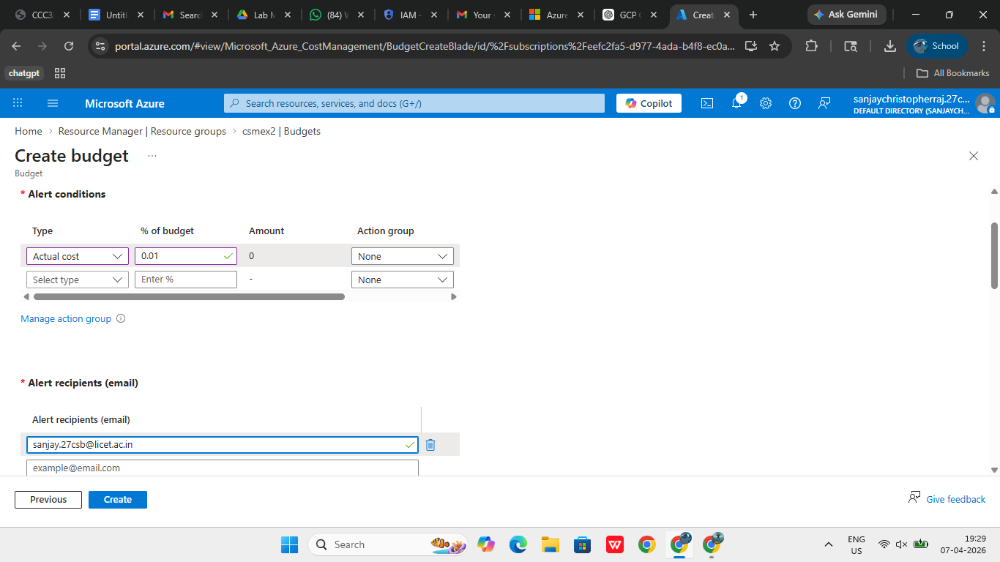 CCC3.
Untitl
Search
Lab M
(84) V
IAM -
Your s
Azure
GCP C
Create
Ask Gemini
portal.azure.com/#view/Microsoft_Azure_CostManagement/BudgetCreateBlade/id/%2Fsubscriptions%2Feefc2fa5-d977-4ada-b4f8-ec0a...
School
chatgpt
All Bookmarks
Microsoft Azure
Search resources, services, and docs (G+/)
Copilot
1
sanjaychristopherraj.27c...
DEFAULT DIRECTORY (SANJAYCH...
Home > Resource Manager | Resource groups > csmex2 | Budgets
Create budget ...
Budget
* Alert conditions
Type % of budget Amount Action group
Actual cost 0.01 0 None
Select type Enter % - None
Manage action group
* Alert recipients (email)
Alert recipients (email)
sanjay.27csb@licet.ac.in
example@email.com
Previous Create
Give feedback
Search
ENG
US
19:29
07-04-2026